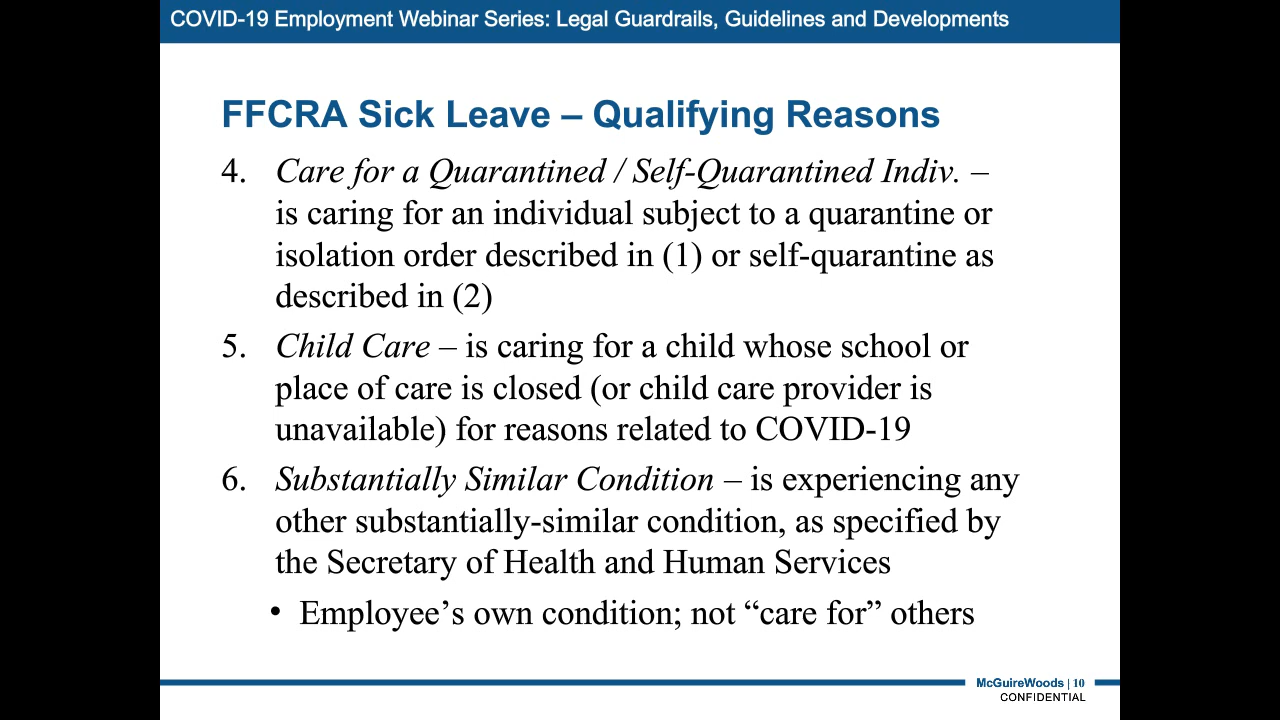 COVID-19 Employment Webinar Series: Legal Guardrails, Guidelines and Developments
FFCRA Sick Leave – Qualifying Reasons
4. Care for a Quarantined / Self-Quarantined Indiv. –
is caring for an individual subject to a quarantine or
isolation order described in (1) or self-quarantine as
described in (2)
5. Child Care – is caring for a child whose school or
place of care is closed (or child care provider is
unavailable) for reasons related to COVID-19
6. Substantially Similar Condition – is experiencing any
other substantially-similar condition, as specified by
the Secretary of Health and Human Services
• Employee’s own condition; not “care for” others
McGuireWoods | 10
CONFIDENTIAL